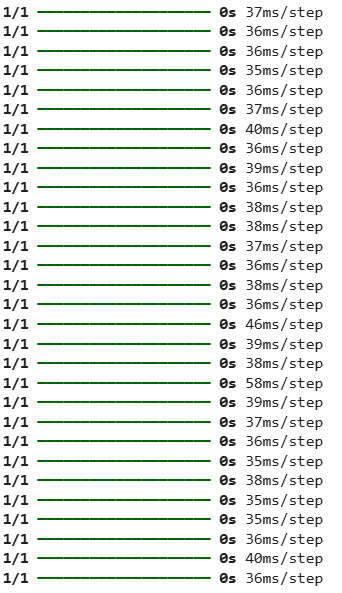 1/1 ━━━━━━━━━━━━━━━━━━━━ 0s 37ms/step
1/1 ━━━━━━━━━━━━━━━━━━━━ 0s 36ms/step
1/1 ━━━━━━━━━━━━━━━━━━━━ 0s 36ms/step
1/1 ━━━━━━━━━━━━━━━━━━━━ 0s 35ms/step
1/1 ━━━━━━━━━━━━━━━━━━━━ 0s 36ms/step
1/1 ━━━━━━━━━━━━━━━━━━━━ 0s 37ms/step
1/1 ━━━━━━━━━━━━━━━━━━━━ 0s 40ms/step
1/1 ━━━━━━━━━━━━━━━━━━━━ 0s 36ms/step
1/1 ━━━━━━━━━━━━━━━━━━━━ 0s 39ms/step
1/1 ━━━━━━━━━━━━━━━━━━━━ 0s 36ms/step
1/1 ━━━━━━━━━━━━━━━━━━━━ 0s 38ms/step
1/1 ━━━━━━━━━━━━━━━━━━━━ 0s 38ms/step
1/1 ━━━━━━━━━━━━━━━━━━━━ 0s 37ms/step
1/1 ━━━━━━━━━━━━━━━━━━━━ 0s 36ms/step
1/1 ━━━━━━━━━━━━━━━━━━━━ 0s 38ms/step
1/1 ━━━━━━━━━━━━━━━━━━━━ 0s 36ms/step
1/1 ━━━━━━━━━━━━━━━━━━━━ 0s 46ms/step
1/1 ━━━━━━━━━━━━━━━━━━━━ 0s 39ms/step
1/1 ━━━━━━━━━━━━━━━━━━━━ 0s 38ms/step
1/1 ━━━━━━━━━━━━━━━━━━━━ 0s 58ms/step
1/1 ━━━━━━━━━━━━━━━━━━━━ 0s 39ms/step
1/1 ━━━━━━━━━━━━━━━━━━━━ 0s 37ms/step
1/1 ━━━━━━━━━━━━━━━━━━━━ 0s 36ms/step
1/1 ━━━━━━━━━━━━━━━━━━━━ 0s 35ms/step
1/1 ━━━━━━━━━━━━━━━━━━━━ 0s 38ms/step
1/1 ━━━━━━━━━━━━━━━━━━━━ 0s 35ms/step
1/1 ━━━━━━━━━━━━━━━━━━━━ 0s 35ms/step
1/1 ━━━━━━━━━━━━━━━━━━━━ 0s 36ms/step
1/1 ━━━━━━━━━━━━━━━━━━━━ 0s 40ms/step
1/1 ━━━━━━━━━━━━━━━━━━━━ 0s 36ms/step